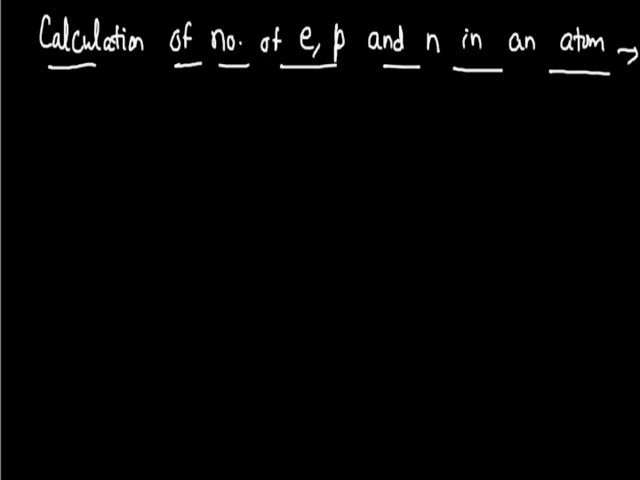 Calculation of no. of e, p and n in an atom →